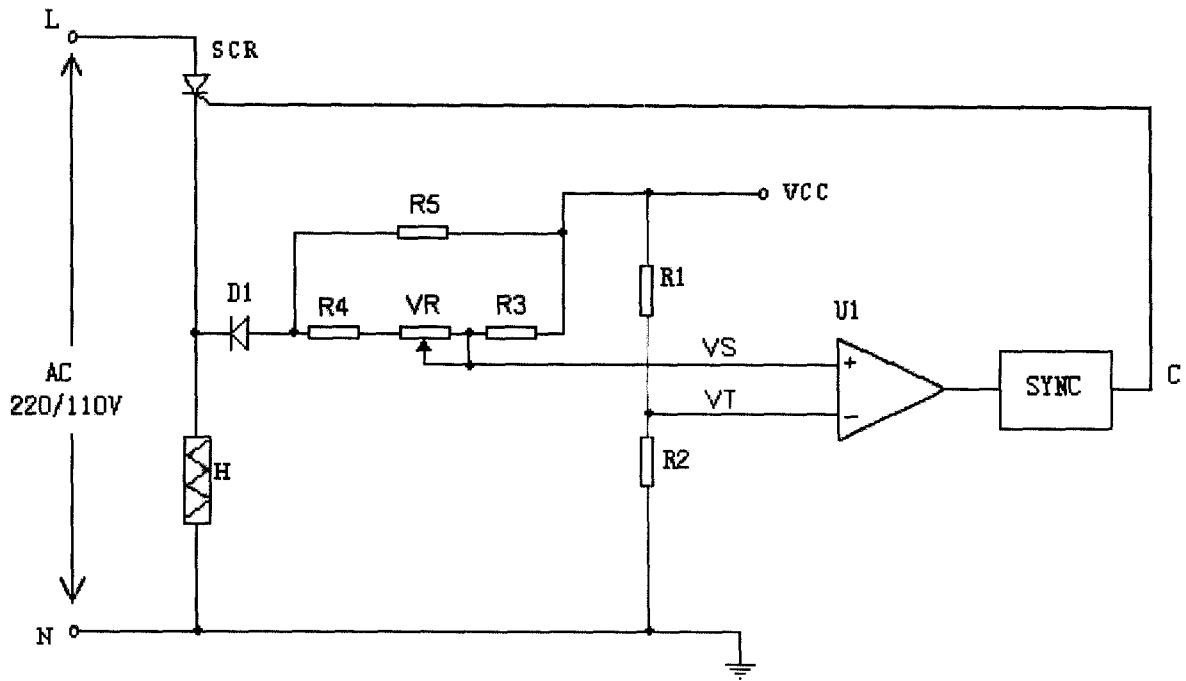 L
SCR
VCC
R5
R1
D1
R4
VR
R3
U1
VS
+
AC
220/110V
SYNC
C
VT
−
R2
H
N